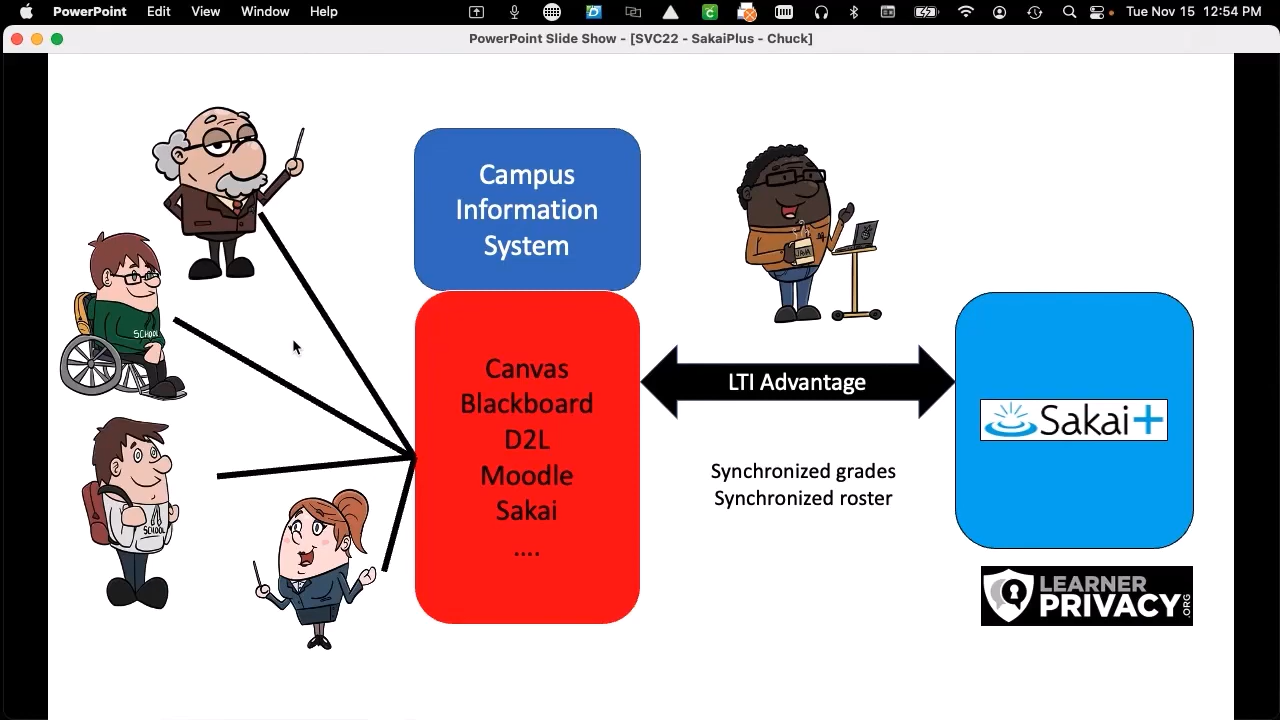 PowerPoint Edit View Window Help Tue Nov 15 12:54 PM
PowerPoint Slide Show - [SVC22 - SakaiPlus - Chuck]
Campus
Information
System
SCHOOL
SCHOOL
JAVA
Canvas
Blackboard
D2L
Moodle
Sakai
....
LTI Advantage
Synchronized grades
Synchronized roster
Sakai+
LEARNER
PRIVACY.ORG